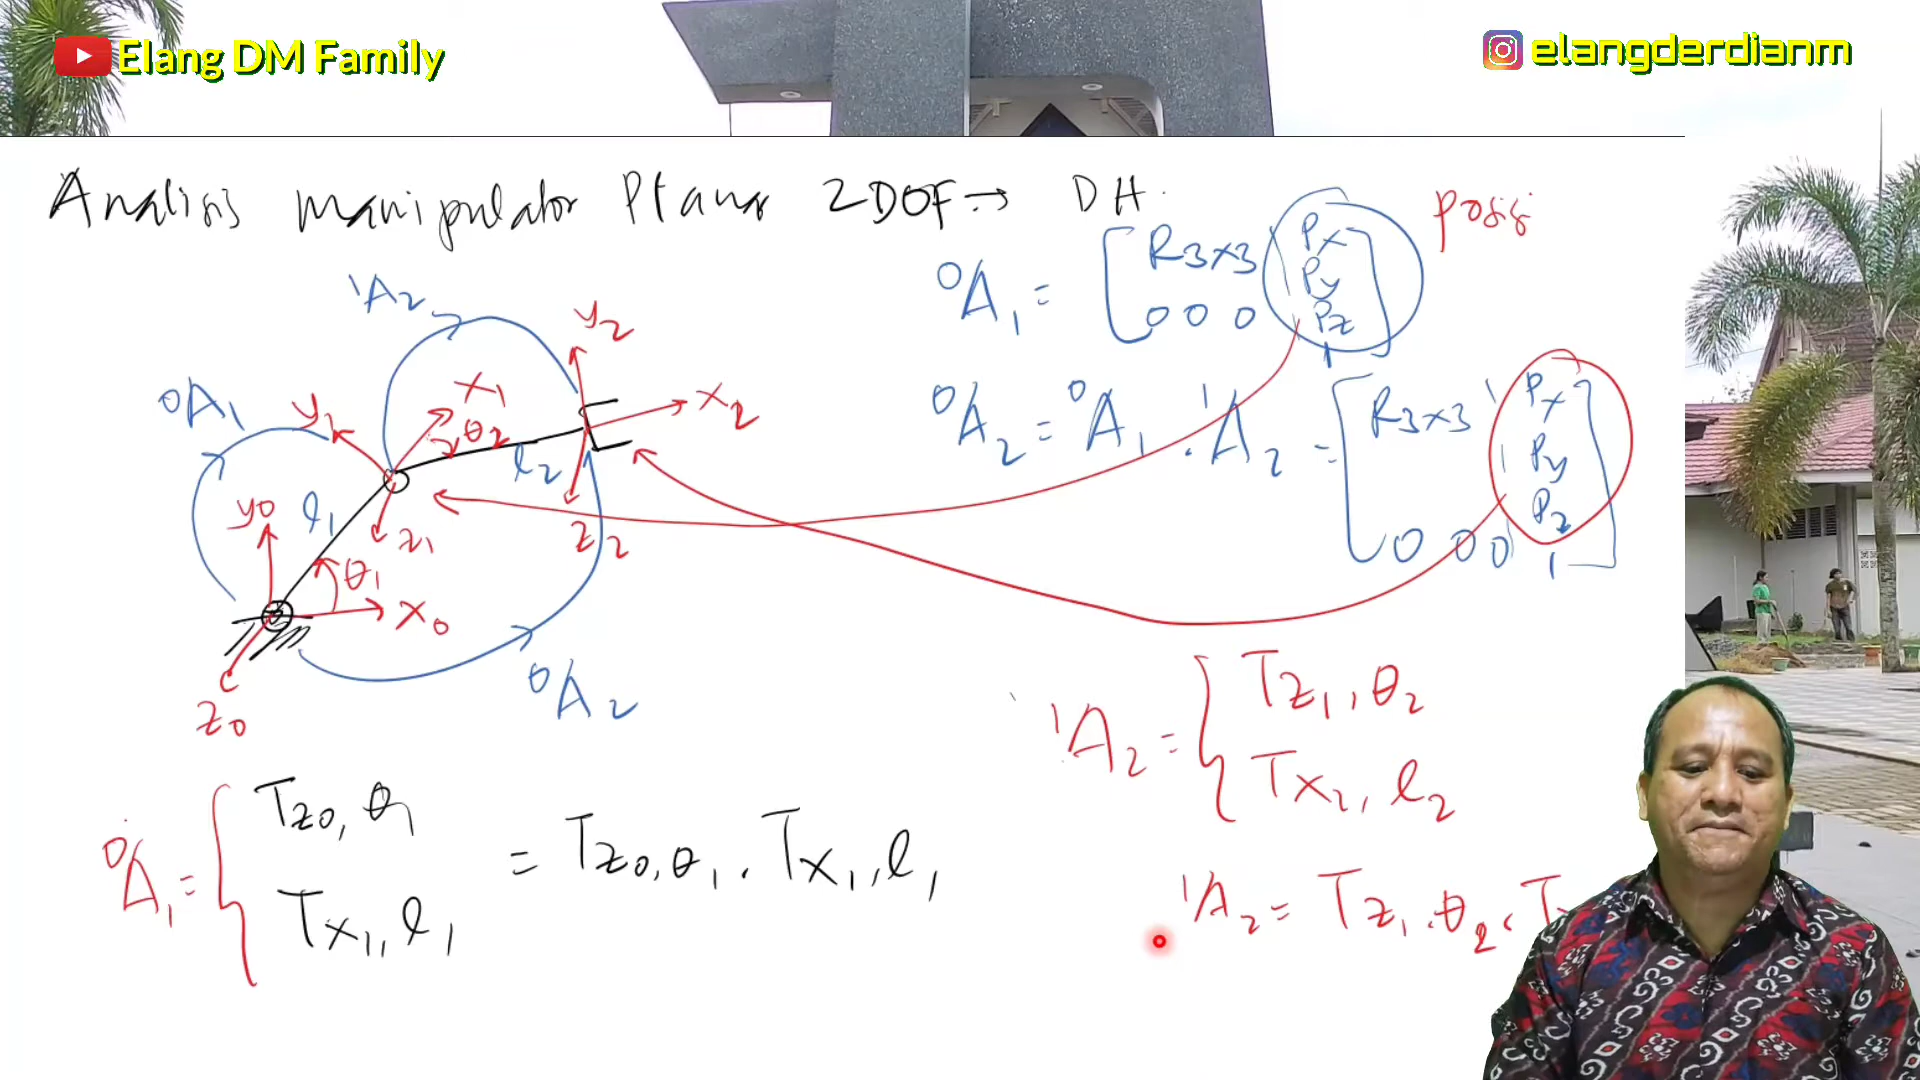 Elang DM Family
elangderdianm
Analisis manipulator Planar 2DOF → DH.
posisi
⁰A₁ = [ R3x3 Px Py Pz
0 0 0 1 ]
⁰A₂ = ⁰A₁ . ¹A₂ = [ R3x3 Px Py Pz
0 0 0 1 ]
¹A₂
y₂
x₁
x₂
⁰A₁
y₁
θ₂
l₂
y₀
l₁
z₁
z₂
θ₁
x₀
⁰A₂
z₀
¹A₂ = { Tz₁, θ₂
Tx₂, l₂
⁰A₁ = { Tz₀, θ₁
Tx₁, l₁
= Tz₀, θ₁ . Tx₁, l₁
¹A₂ = Tz₁ . θ₂ . T